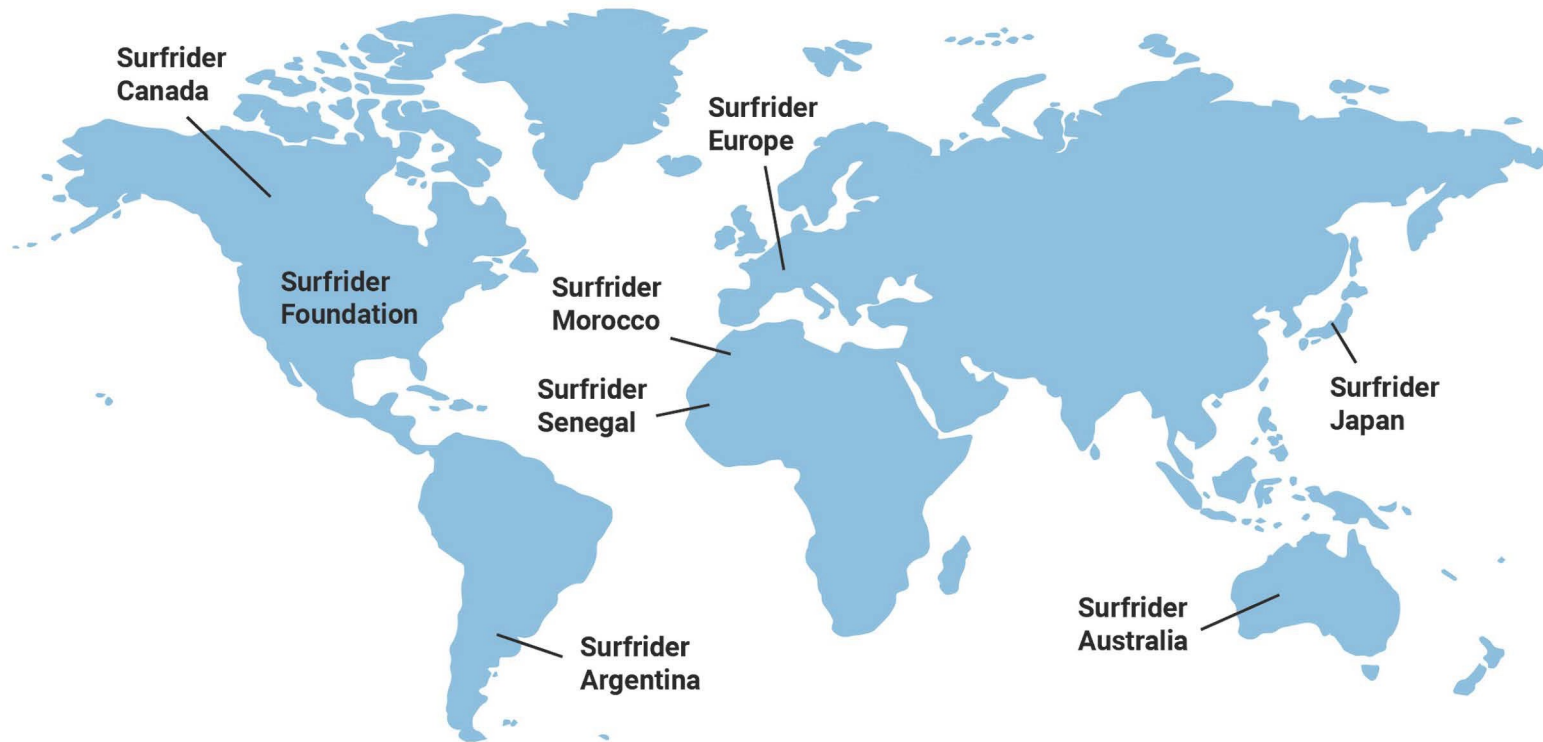 Surfrider
Canada
Surfrider
Europe
Surfrider
Foundation
Surfrider
Morocco
Surfrider
Senegal
Surfrider
Japan
Surfrider
Australia
Surfrider
Argentina